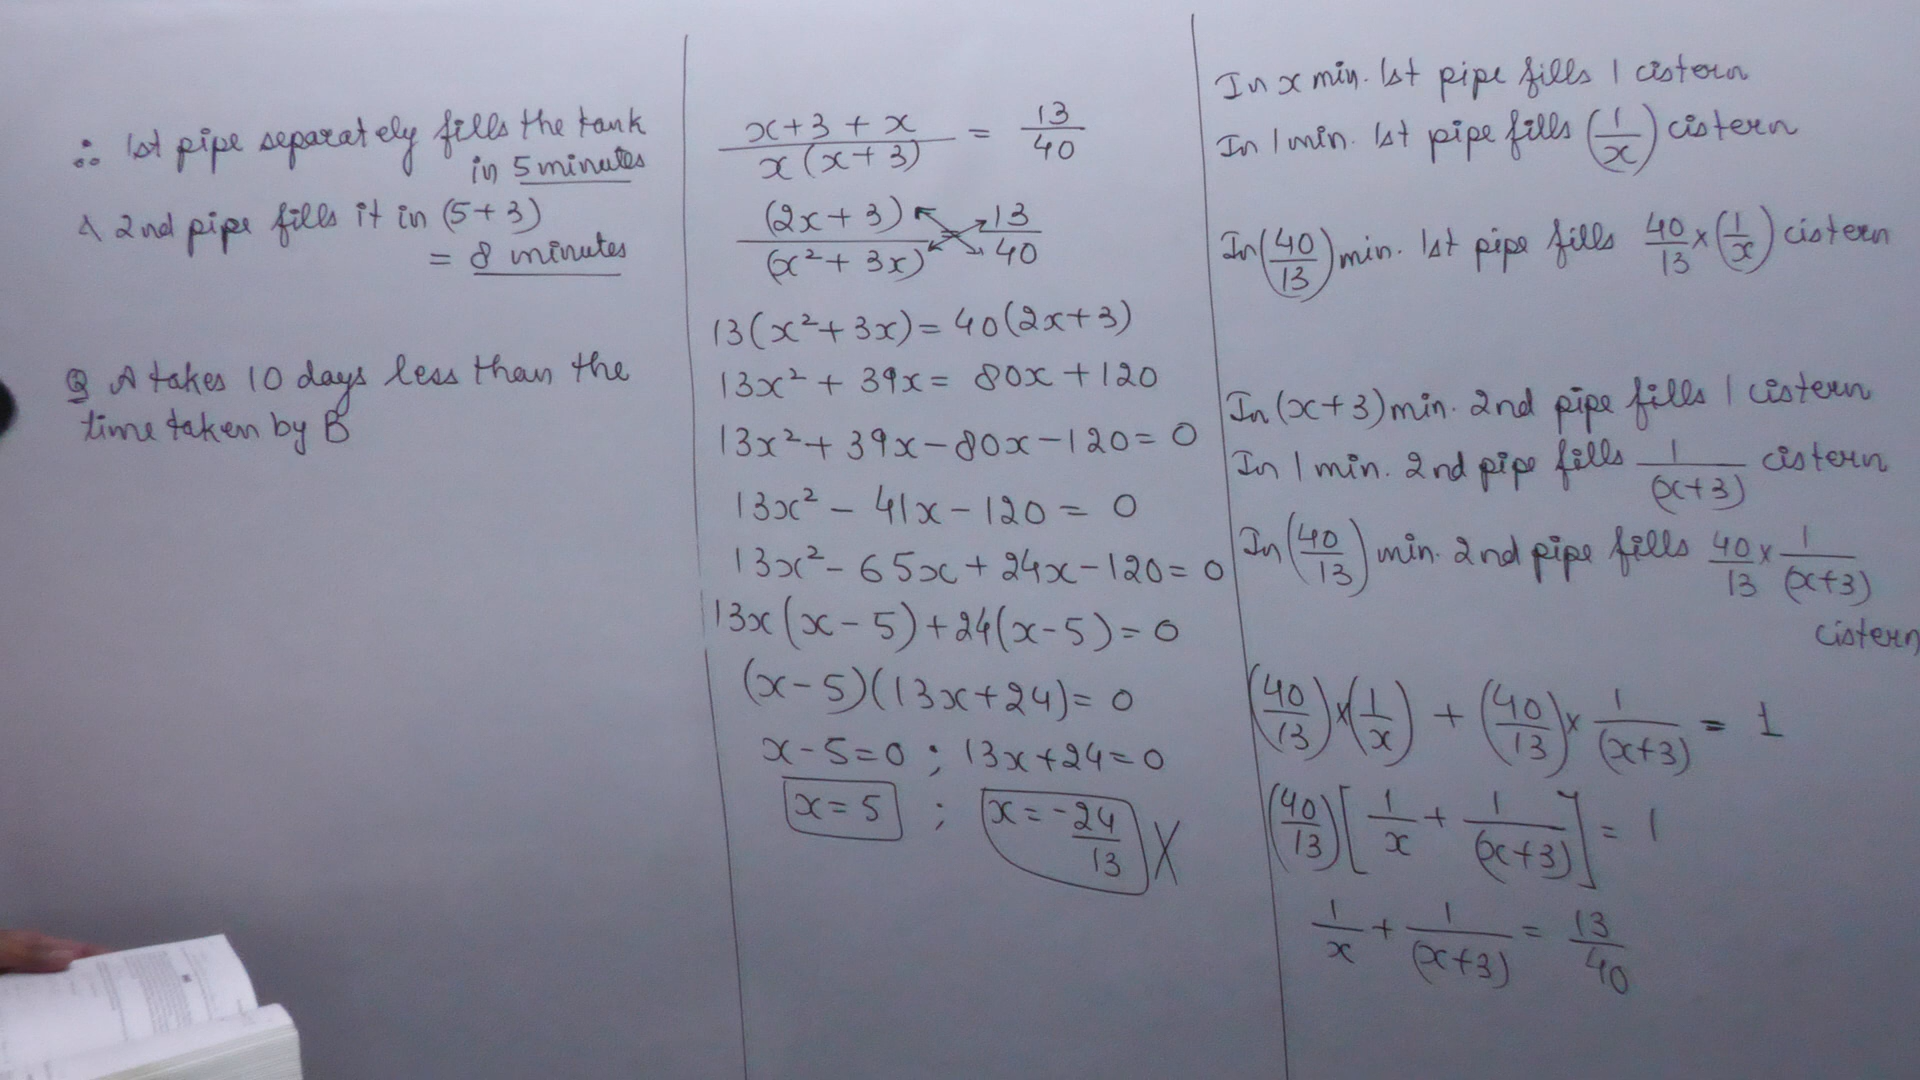 ∴ 1st pipe separately fills the tank
in 5 minutes
& 2nd pipe fills it in (5+3)
= 8 minutes
Q A takes 10 days less than the
time taken by B
x+3+x / x(x+3) = 13/40
(2x+3) / (x²+3x) = 13/40
13(x²+3x) = 40(2x+3)
13x² + 39x = 80x + 120
13x² + 39x - 80x - 120 = 0
13x² - 41x - 120 = 0
13x² - 65x + 24x - 120 = 0
13x(x-5) + 24(x-5) = 0
(x-5)(13x+24) = 0
x-5=0 ; 13x+24=0
x=5 ; x=-24/13 X
In x min. 1st pipe fills 1 cistern
In 1 min. 1st pipe fills (1/x) cistern
In (40/13) min. 1st pipe fills 40/13 × (1/x) cistern
In (x+3) min. 2nd pipe fills 1 cistern
In 1 min. 2nd pipe fills 1/(x+3) cistern
In (40/13) min. 2nd pipe fills 40/13 × 1/(x+3)
cistern
(40/13) × (1/x) + (40/13) × 1/(x+3) = 1
(40/13) [1/x + 1/(x+3)] = 1
1/x + 1/(x+3) = 13/40